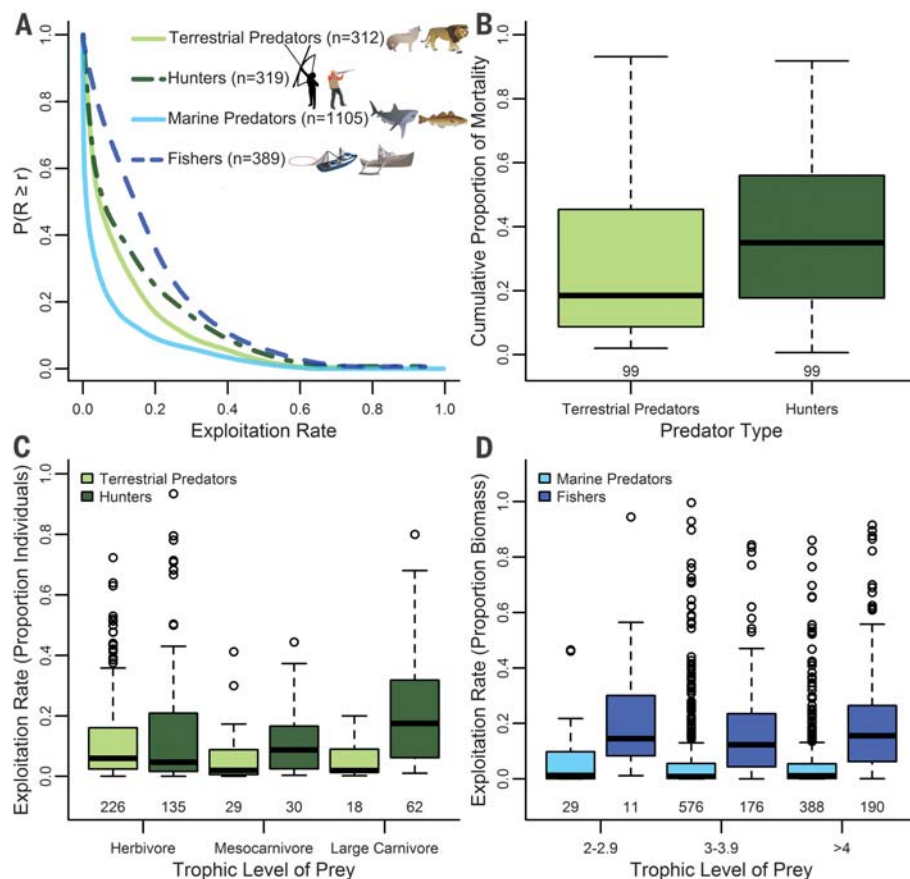 A
1.0
0.8
0.6
0.4
0.2
0.0
P(R ≥ r)
Terrestrial Predators (n=312)
Hunters (n=319)
Marine Predators (n=1105)
Fishers (n=389)
0.0 0.2 0.4 0.6 0.8 1.0
Exploitation Rate
B
1.0
0.8
0.6
0.4
0.2
0.0
Cumulative Proportion of Mortality
99 99
Terrestrial Predators Hunters
Predator Type
C
1.0
0.8
0.6
0.4
0.2
0.0
Exploitation Rate (Proportion Individuals)
Terrestrial Predators
Hunters
226 135 29 30 18 62
Herbivore Mesocarnivore Large Carnivore
Trophic Level of Prey
D
1.0
0.8
0.6
0.4
0.2
0.0
Exploitation Rate (Proportion Biomass)
Marine Predators
Fishers
29 11 576 176 388 190
2-2.9 3-3.9 >4
Trophic Level of Prey